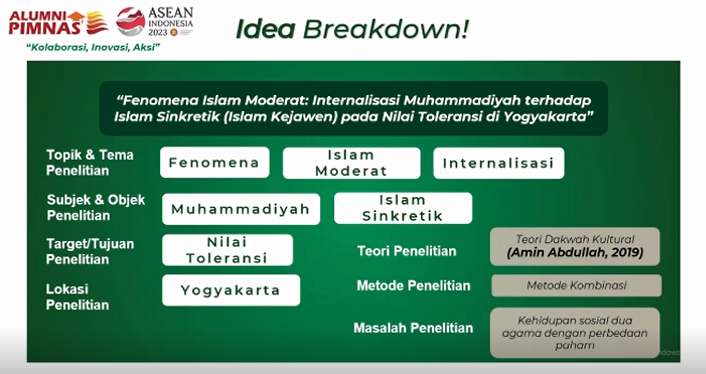 ALUMNI
PIMNAS
ASEAN
INDONESIA
2023
“Kolaborasi, Inovasi, Aksi”
Idea Breakdown!
“Fenomena Islam Moderat: Internalisasi Muhammadiyah terhadap
Islam Sinkretik (Islam Kejawen) pada Nilai Toleransi di Yogyakarta”
Topik & Tema
Penelitian
Fenomena
Islam
Moderat
Internalisasi
Subjek & Objek
Penelitian
Muhammadiyah
Islam
Sinkretik
Target/Tujuan
Penelitian
Nilai
Toleransi
Teori Penelitian
Teori Dakwah Kultural
(Amin Abdullah, 2019)
Lokasi
Penelitian
Yogyakarta
Metode Penelitian
Metode Kombinasi
Masalah Penelitian
Kehidupan sosial dua
agama dengan perbedaan
paham